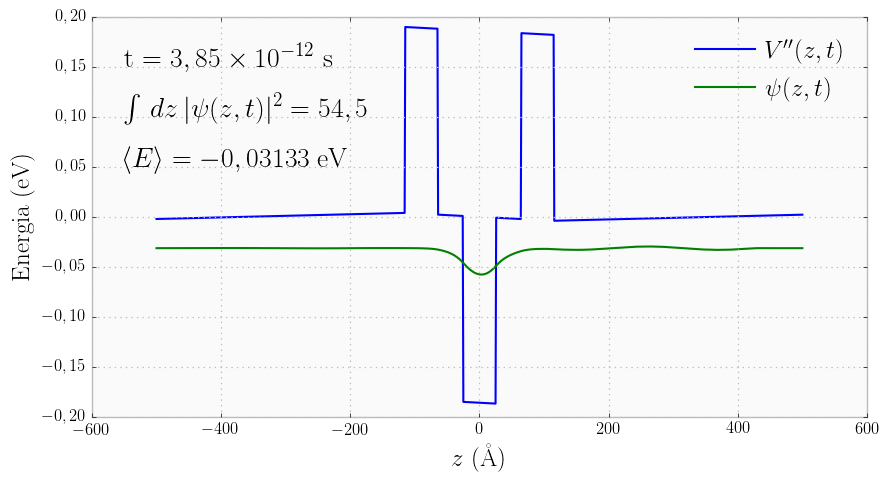 0,20
0,15
0,10
0,05
0,00
−0,05
−0,10
−0,15
−0,20
Energia (eV)
t = 3,85 × 10⁻¹² s
∫ dz |ψ(z,t)|² = 54,5
⟨E⟩ = −0,03133 eV
V′′(z,t)
ψ(z,t)
−600 −400 −200 0 200 400 600
z (Å)